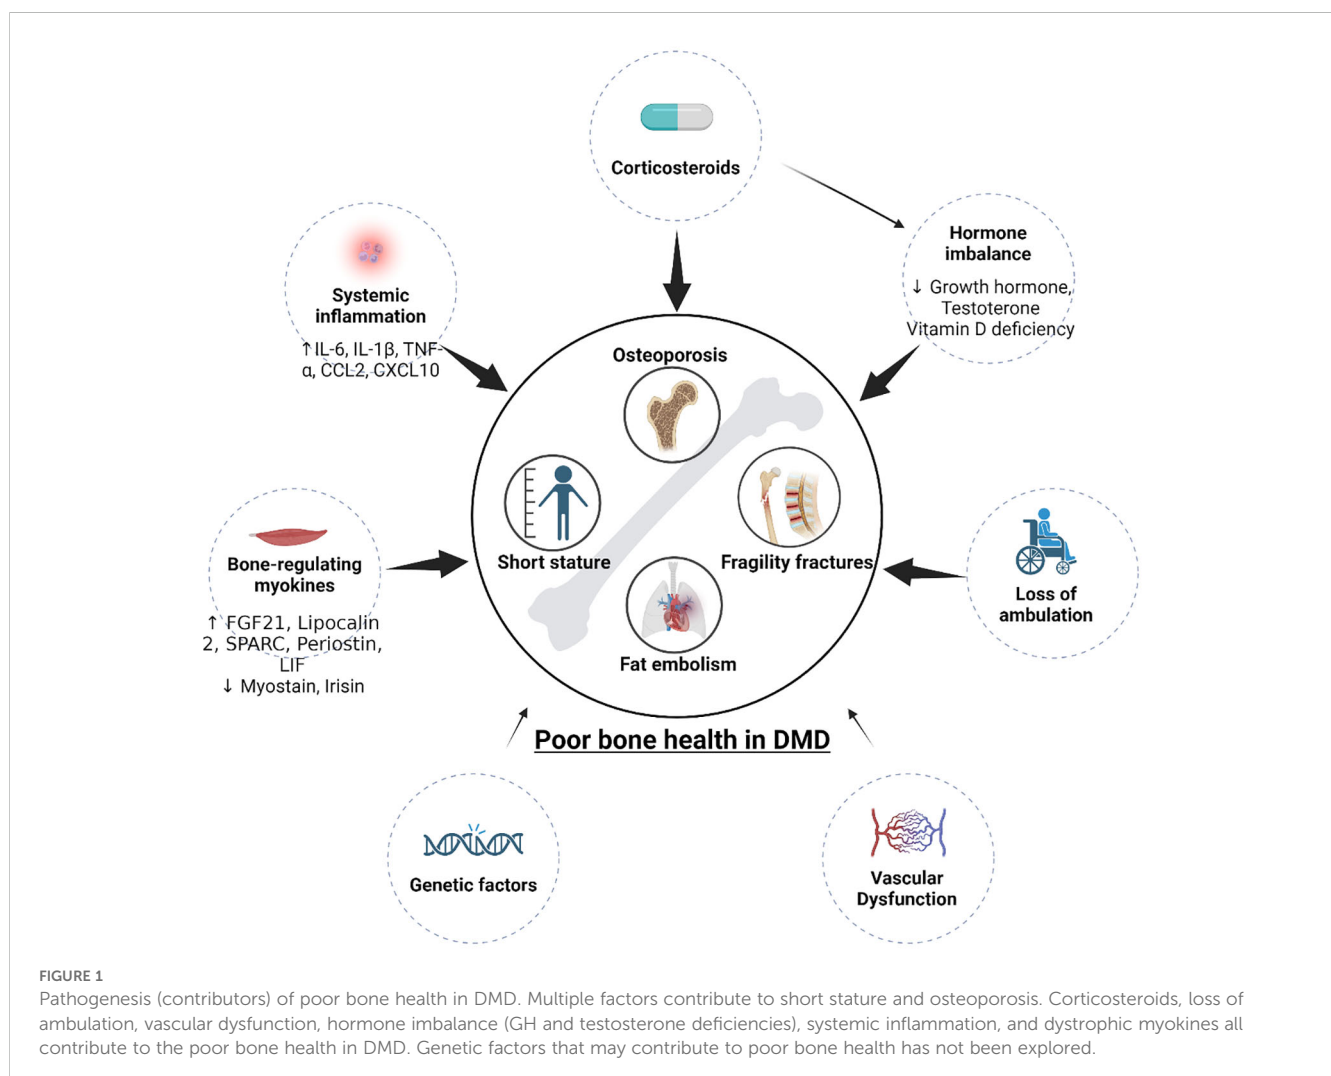 Corticosteroids
Hormone
imbalance
↓ Growth hormone,
Testoterone
Vitamin D deficiency
Systemic
inflammation
↑IL-6, IL-1β, TNF-
α, CCL2, CXCL10
Osteoporosis
Short stature
Fragility fractures
Fat embolism
Bone-regulating
myokines
↑ FGF21, Lipocalin
2, SPARC, Periostin,
LIF
↓ Myostain, Irisin
Loss of
ambulation
Poor bone health in DMD
Genetic factors
Vascular
Dysfunction
FIGURE 1
Pathogenesis (contributors) of poor bone health in DMD. Multiple factors contribute to short stature and osteoporosis. Corticosteroids, loss of
ambulation, vascular dysfunction, hormone imbalance (GH and testosterone deficiencies), systemic inflammation, and dystrophic myokines all
contribute to the poor bone health in DMD. Genetic factors that may contribute to poor bone health has not been explored.